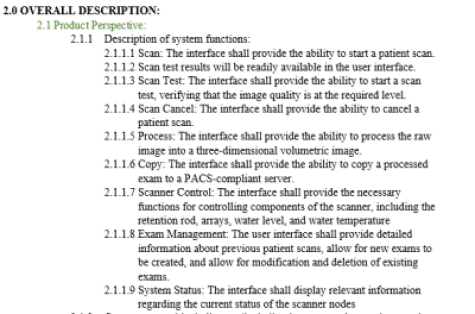 2.0 OVERALL DESCRIPTION:
2.1 Product Perspective:
2.1.1 Description of system functions:
2.1.1.1 Scan: The interface shall provide the ability to start a patient scan.
2.1.1.2 Scan test results will be readily available in the user interface.
2.1.1.3 Scan Test: The interface shall provide the ability to start a scan
test, verifying that the image quality is at the required level.
2.1.1.4 Scan Cancel: The interface shall provide the ability to cancel a
patient scan.
2.1.1.5 Process: The interface shall provide the ability to process the raw
image into a three-dimensional volumetric image.
2.1.1.6 Copy: The interface shall provide the ability to copy a processed
exam to a PACS-compliant server.
2.1.1.7 Scanner Control: The interface shall provide the necessary
functions for controlling components of the scanner, including the
retention rod, arrays, water level, and water temperature
2.1.1.8 Exam Management: The user interface shall provide detailed
information about previous patient scans, allow for new exams to
be created, and allow for modification and deletion of existing
exams.
2.1.1.9 System Status: The interface shall display relevant information
regarding the current status of the scanner nodes